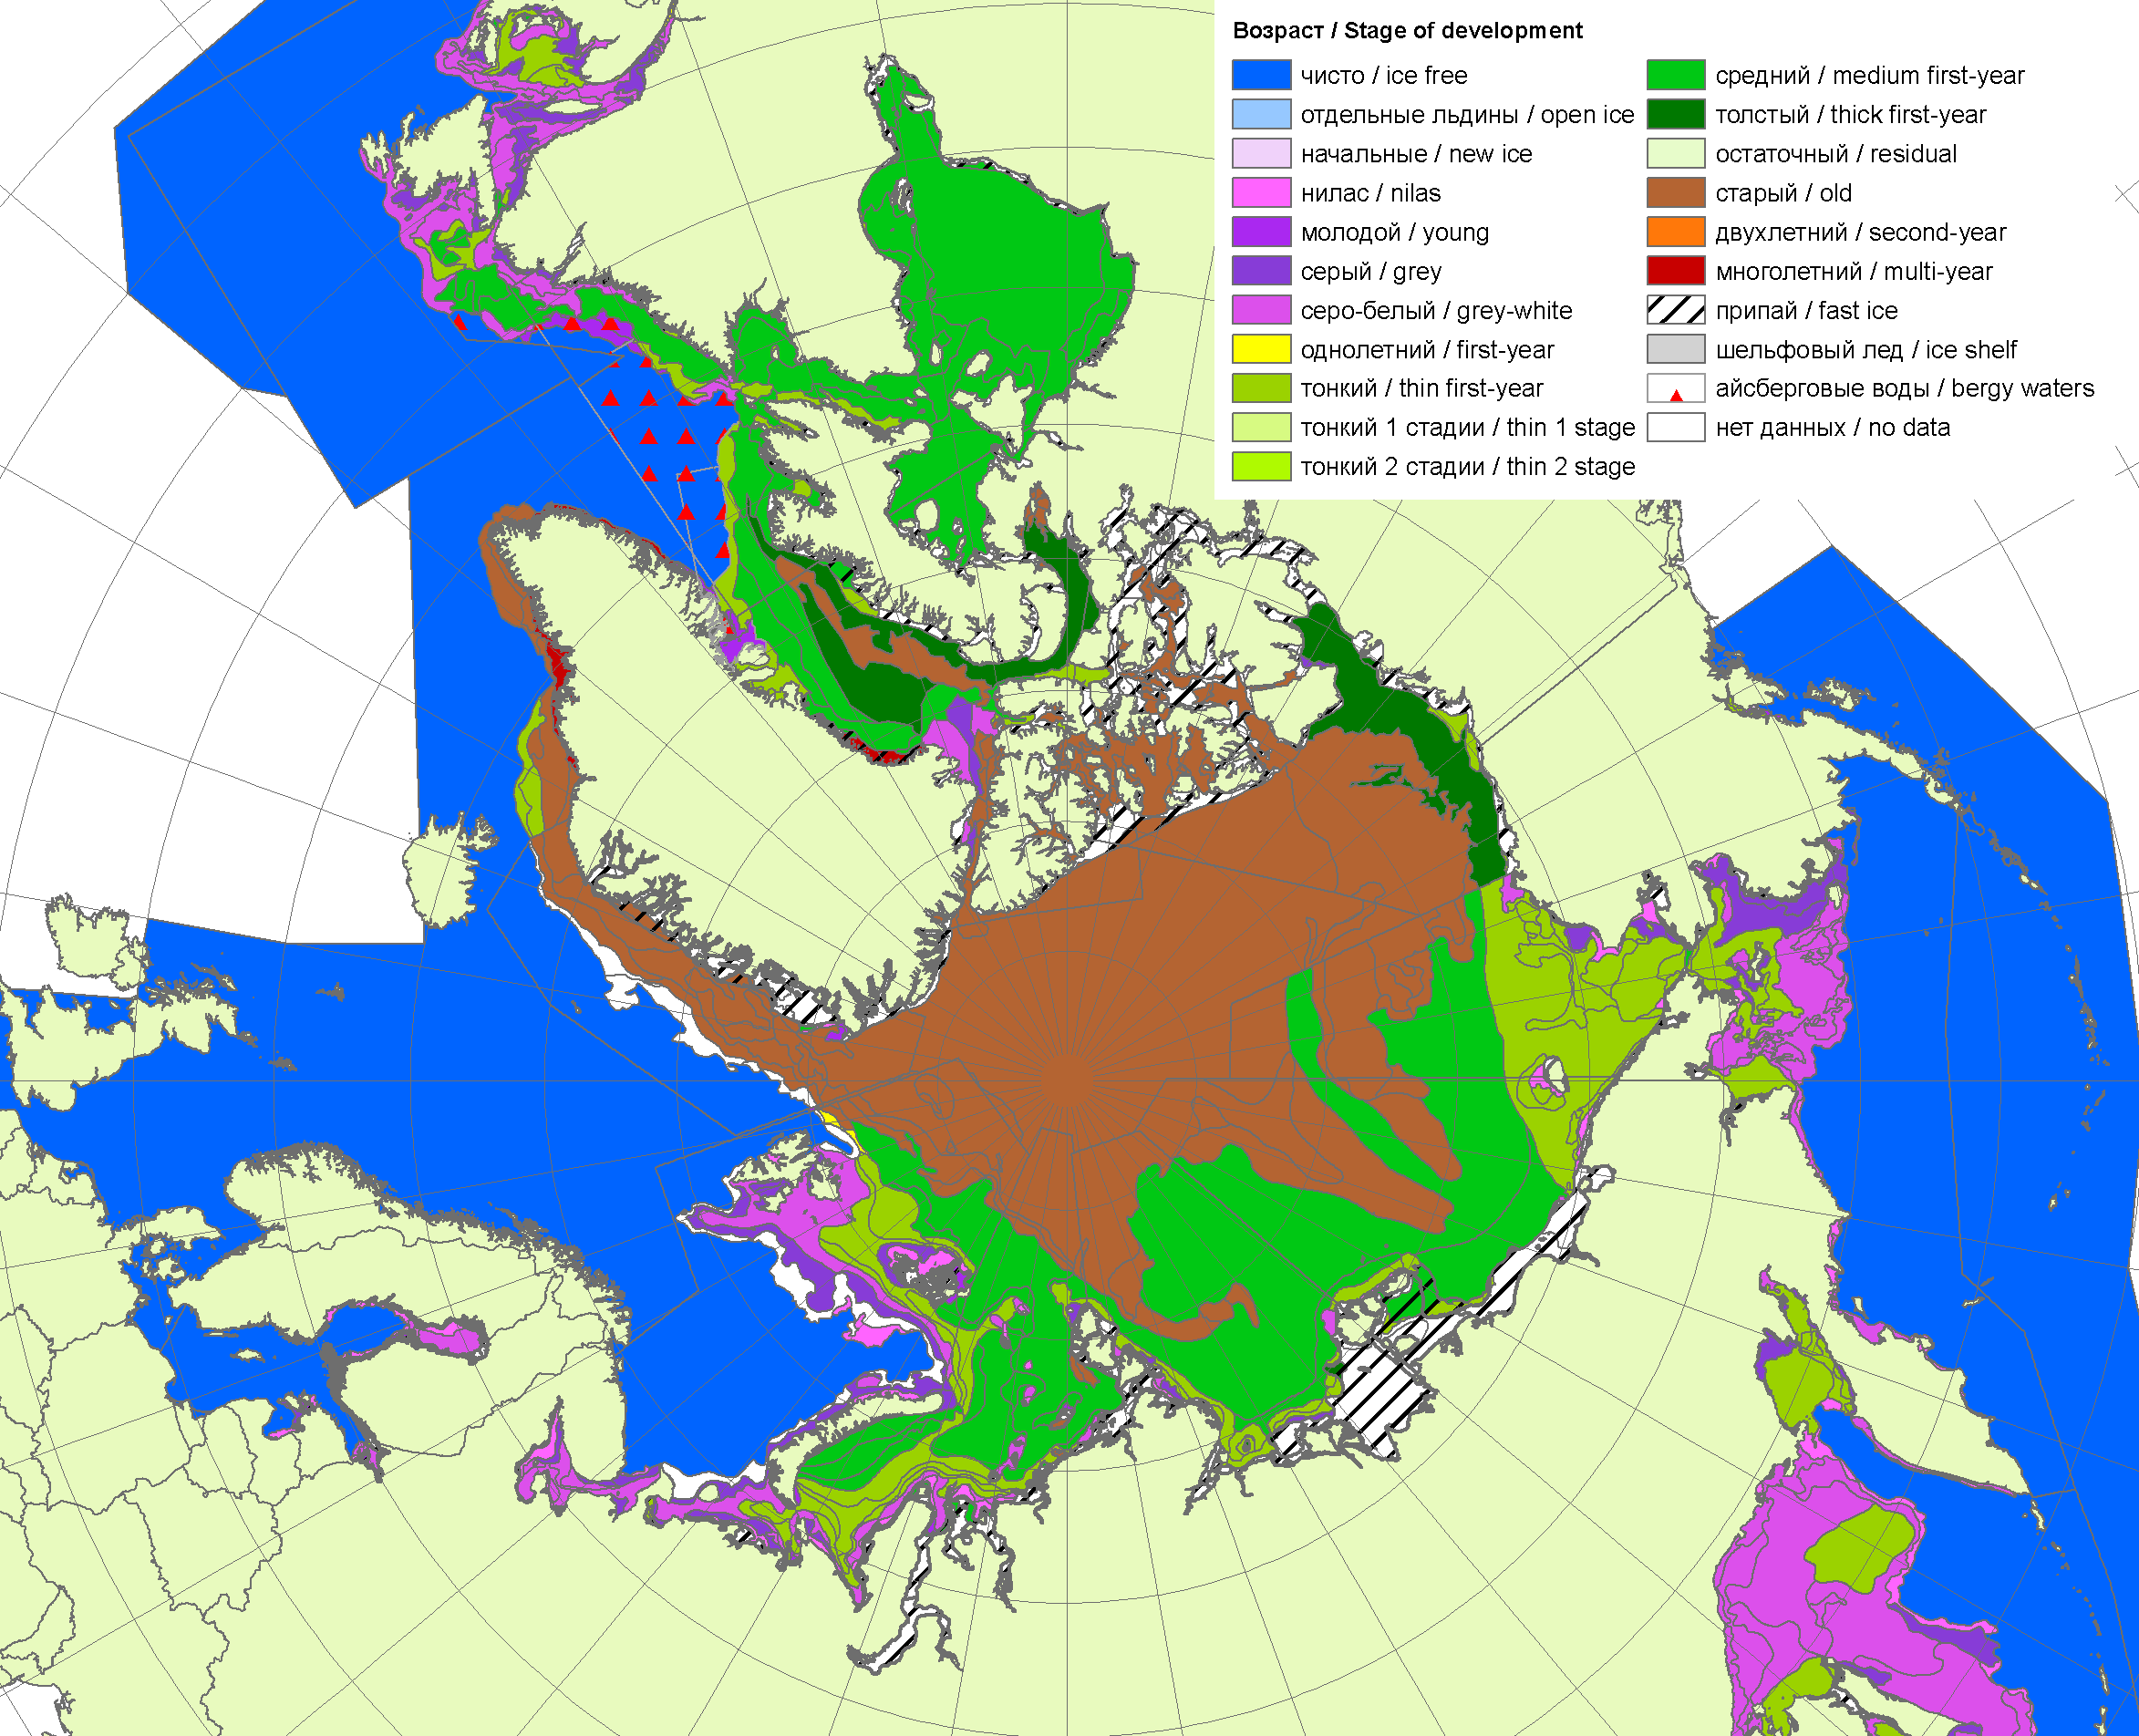 Возраст / Stage of development
чисто / ice free
отдельные льдины / open ice
начальные / new ice
нилас / nilas
молодой / young
серый / grey
серо-белый / grey-white
однолетний / first-year
тонкий / thin first-year
тонкий 1 стадии / thin 1 stage
тонкий 2 стадии / thin 2 stage
средний / medium first-year
толстый / thick first-year
остаточный / residual
старый / old
двухлетний / second-year
многолетний / multi-year
припай / fast ice
шельфовый лед / ice shelf
айсберговые воды / bergy waters
нет данных / no data